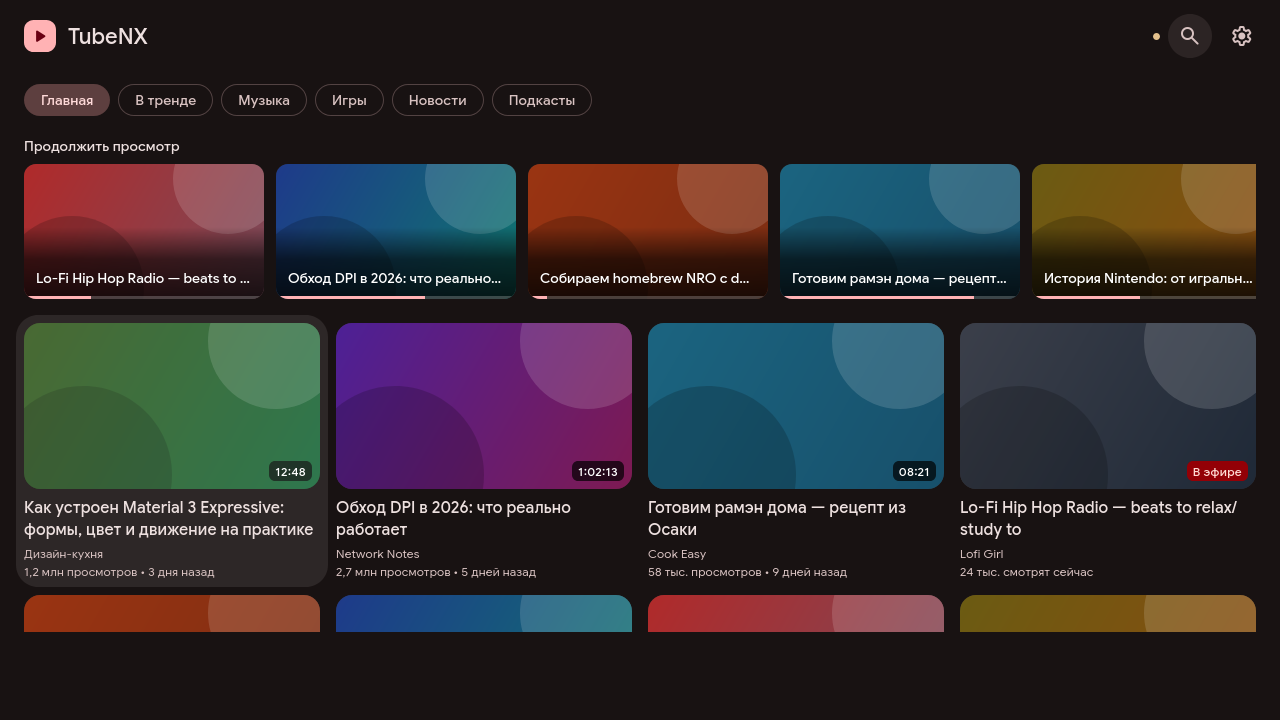 TubeNX
Главная
В тренде
Музыка
Игры
Новости
Подкасты
Продолжить просмотр
Lo-Fi Hip Hop Radio — beats to ...
Обход DPI в 2026: что реально...
Собираем homebrew NRO с d...
Готовим рамэн дома — рецепт...
История Nintendo: от игральн...
12:48
1:02:13
08:21
В эфире
Как устроен Material 3 Expressive:
формы, цвет и движение на практике
Дизайн-кухня
1,2 млн просмотров • 3 дня назад
Обход DPI в 2026: что реально
работает
Network Notes
2,7 млн просмотров • 5 дней назад
Готовим рамэн дома — рецепт из
Осаки
Cook Easy
58 тыс. просмотров • 9 дней назад
Lo-Fi Hip Hop Radio — beats to relax/
study to
Lofi Girl
24 тыс. смотрят сейчас